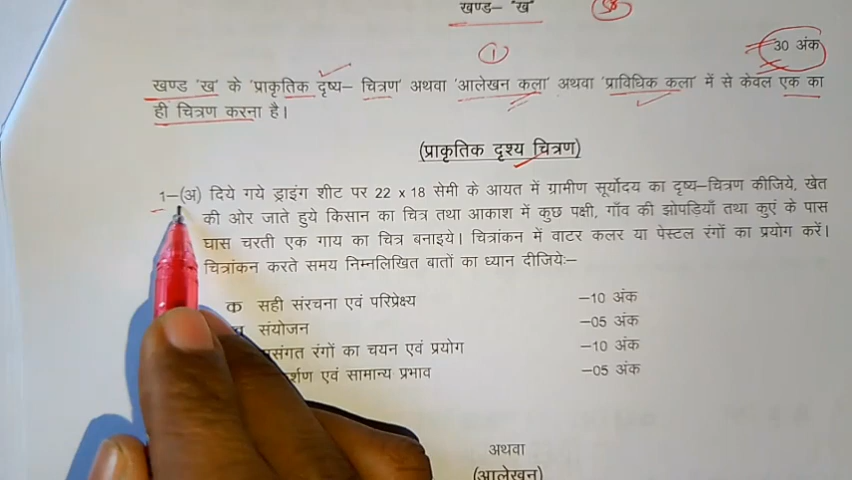 खण्ड– 'ख'
1
30 अंक
खण्ड 'ख' के 'प्राकृतिक दृष्य– चित्रण' अथवा 'आलेखन कला' अथवा 'प्राविधिक कला' में से केवल एक का
ही चित्रण करना है।
(प्राकृतिक दृश्य चित्रण)
1–(अ) दिये गये ड्राइंग शीट पर 22 x 18 सेमी के आयत में ग्रामीण सूर्योदय का दृष्य–चित्रण कीजिये, खेत
की ओर जाते हुये किसान का चित्र तथा आकाश में कुछ पक्षी, गाँव की झोपड़ियाँ तथा कुएं के पास
घास चरती एक गाय का चित्र बनाइये। चित्रांकन में वाटर कलर या पेस्टल रंगों का प्रयोग करें।
चित्रांकन करते समय निम्नलिखित बातों का ध्यान दीजियेः–
क सही संरचना एवं परिप्रेक्ष्य –10 अंक
संयोजन –05 अंक
रंगों का चयन एवं प्रयोग –10 अंक
एवं सामान्य प्रभाव –05 अंक
अथवा
(आलेखन)